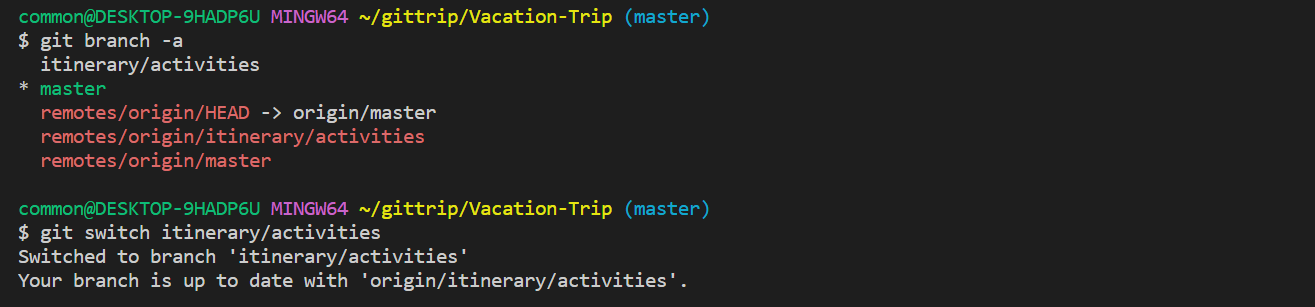 common@DESKTOP-9HADP6U MINGW64 ~/gittrip/Vacation-Trip (master)
$ git branch -a
  itinerary/activities
* master
  remotes/origin/HEAD -> origin/master
  remotes/origin/itinerary/activities
  remotes/origin/master

common@DESKTOP-9HADP6U MINGW64 ~/gittrip/Vacation-Trip (master)
$ git switch itinerary/activities
Switched to branch 'itinerary/activities'
Your branch is up to date with 'origin/itinerary/activities'.